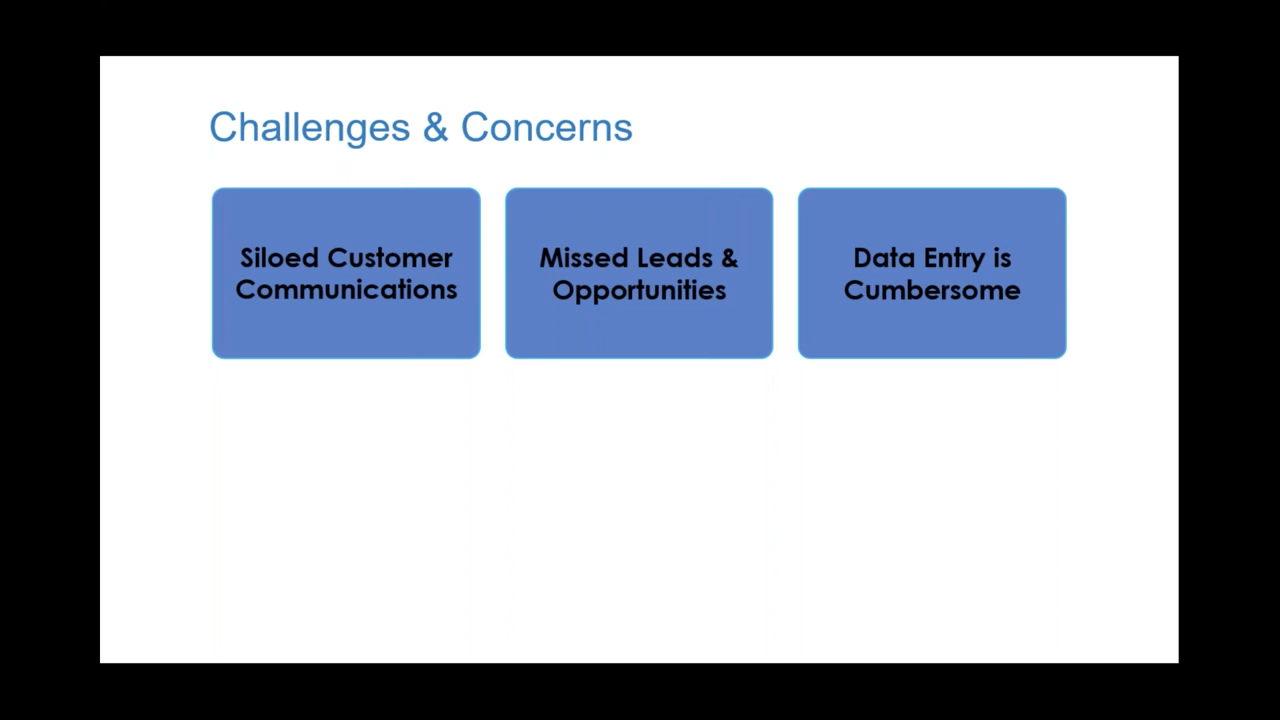 Challenges & Concerns
Siloed Customer
Communications
Missed Leads &
Opportunities
Data Entry is
Cumbersome